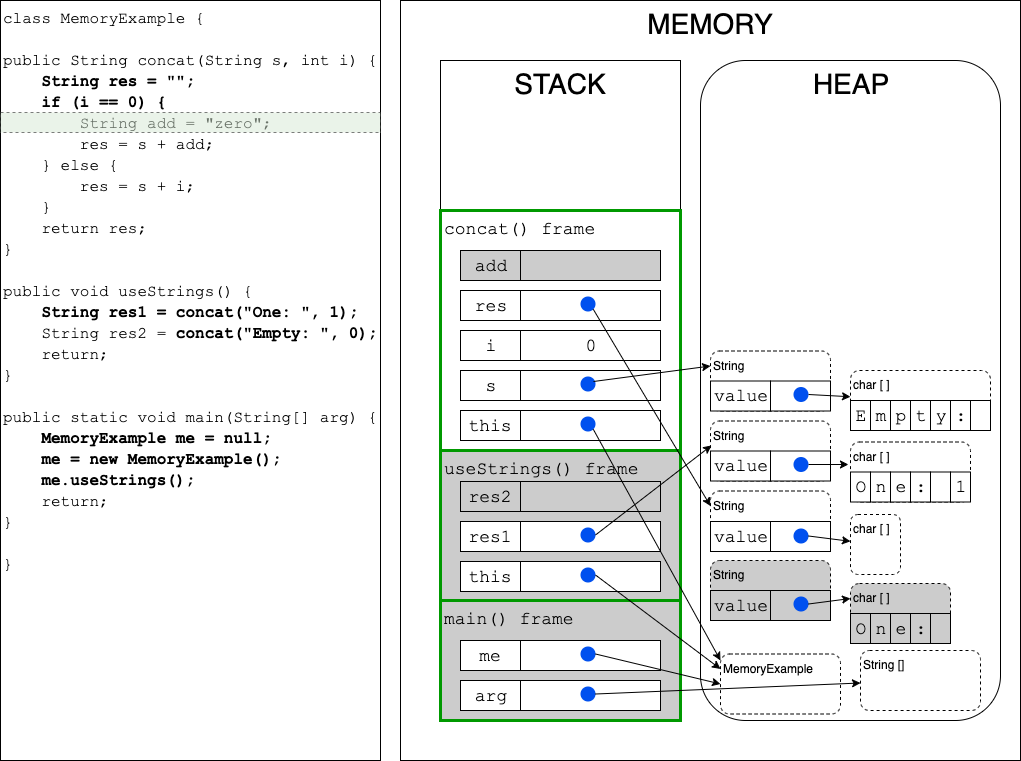 class MemoryExample {
public String concat(String s, int i) {
String res = "";
if (i == 0) {
String add = "zero";
res = s + add;
} else {
res = s + i;
}
return res;
}
public void useStrings() {
String res1 = concat("One: ", 1);
String res2 = concat("Empty: ", 0);
return;
}
public static void main(String[] arg) {
MemoryExample me = null;
me = new MemoryExample();
me.useStrings();
return;
}
}
MEMORY
STACK
concat() frame
add
res
i 0
s
this
useStrings() frame
res2
res1
this
main() frame
me
arg
HEAP
String
value
char [ ]
E m p t y :
String
value
char [ ]
O n e : 1
String
value
char [ ]
String
value
char [ ]
O n e :
MemoryExample
String []